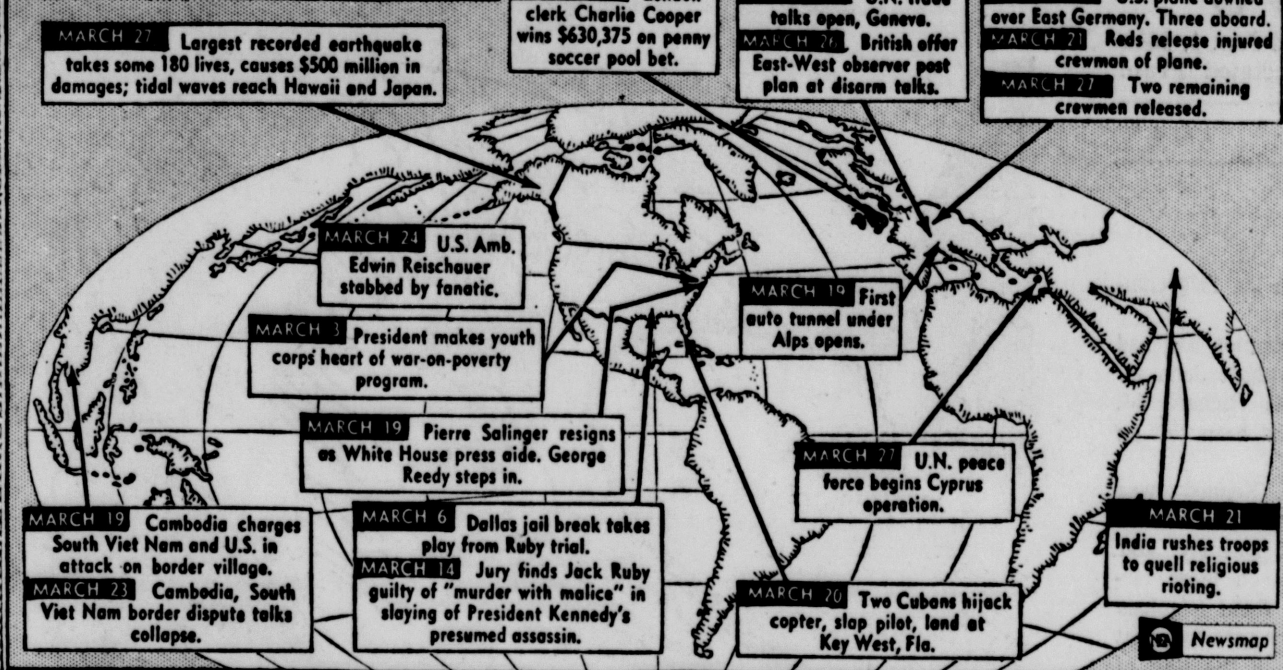 MARCH 27 Largest recorded earthquake
takes some 180 lives, causes $500 million in
damages; tidal waves reach Hawaii and Japan.
clerk Charlie Cooper
wins $630,375 on penny
soccer pool bet.
talks open, Geneva.
MARCH 26 British offer
East-West observer post
plan at disarm talks.
over East Germany. Three aboard.
MARCH 21 Reds release injured
crewman of plane.
MARCH 27 Two remaining
crewmen released.
MARCH 24 U.S. Amb.
Edwin Reischauer
stabbed by fanatic.
MARCH 3 President makes youth
corps heart of war-on-poverty
program.
MARCH 19 First
auto tunnel under
Alps opens.
MARCH 19 Pierre Salinger resigns
as White House press aide. George
Reedy steps in.
MARCH 27 U.N. peace
force begins Cyprus
operation.
MARCH 19 Cambodia charges
South Viet Nam and U.S. in
attack on border village.
MARCH 23 Cambodia, South
Viet Nam border dispute talks
collapse.
MARCH 6 Dallas jail break takes
play from Ruby trial.
MARCH 14 Jury finds Jack Ruby
guilty of "murder with malice" in
slaying of President Kennedy's
presumed assassin.
MARCH 20 Two Cubans hijack
copter, slap pilot, land at
Key West, Fla.
MARCH 21
India rushes troops
to quell religious
rioting.
NEA Newsmap